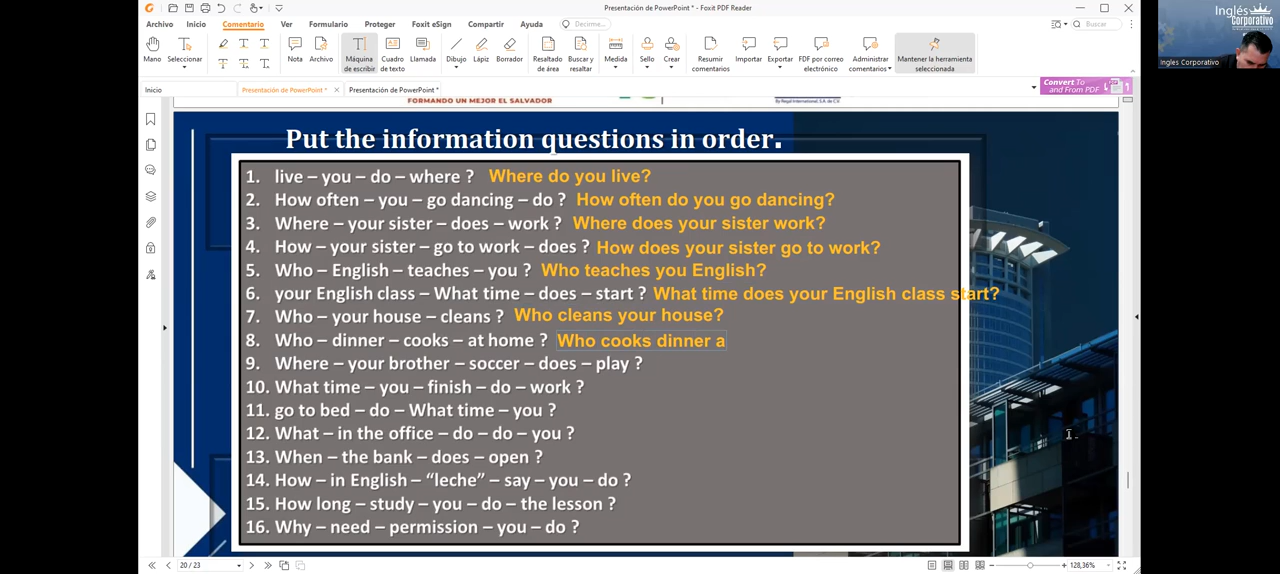 Presentación de PowerPoint * - Foxit PDF Reader
Archivo Inicio Comentario Ver Formulario Proteger Foxit eSign Compartir Ayuda Decirme... Buscar
Mano Seleccionar Nota Archivo Máquina de escribir Cuadro de texto Llamada Dibujo Lápiz Borrador Resaltado de área Buscar y resaltar Medida Sello Crear Resumir comentarios Importar Exportar PDF por correo electrónico Administrar comentarios Mantener la herramienta seleccionada
Inglés Corporativo
Ingles Corporativo
Inicio Presentación de PowerPoint * Presentación de PowerPoint * Convert To and From PDF
FORMANDO UN MEJOR EL SALVADOR By Regal International, S.A. de C.V.
Put the information questions in order.
1. live – you – do – where ? Where do you live?
2. How often – you – go dancing – do ? How often do you go dancing?
3. Where – your sister – does – work ? Where does your sister work?
4. How – your sister – go to work – does ? How does your sister go to work?
5. Who – English – teaches – you ? Who teaches you English?
6. your English class – What time – does – start ? What time does your English class start?
7. Who – your house – cleans ? Who cleans your house?
8. Who – dinner – cooks – at home ? Who cooks dinner a
9. Where – your brother – soccer – does – play ?
10. What time – you – finish – do – work ?
11. go to bed – do – What time – you ?
12. What – in the office – do – do – you ?
13. When – the bank – does – open ?
14. How – in English – “leche” – say – you – do ?
15. How long – study – you – do – the lesson ?
16. Why – need – permission – you – do ?
20 / 23 128,36%